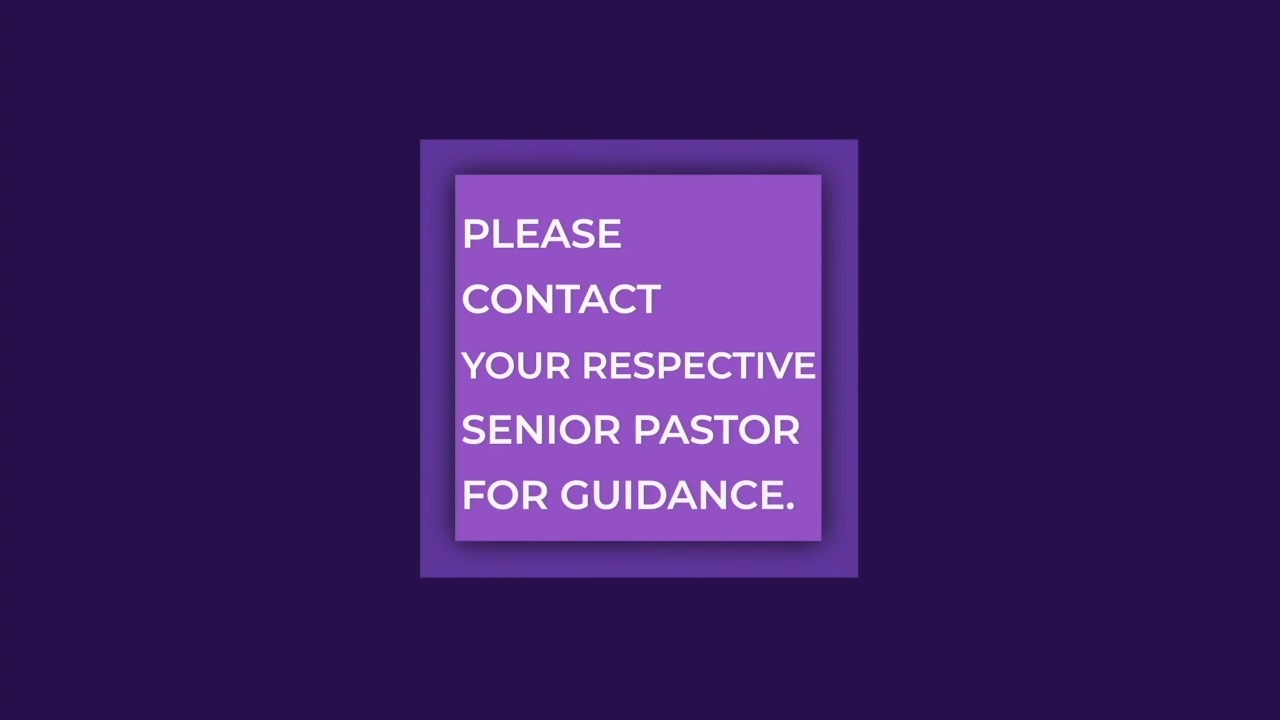 PLEASE
CONTACT
YOUR RESPECTIVE
SENIOR PASTOR
FOR GUIDANCE.